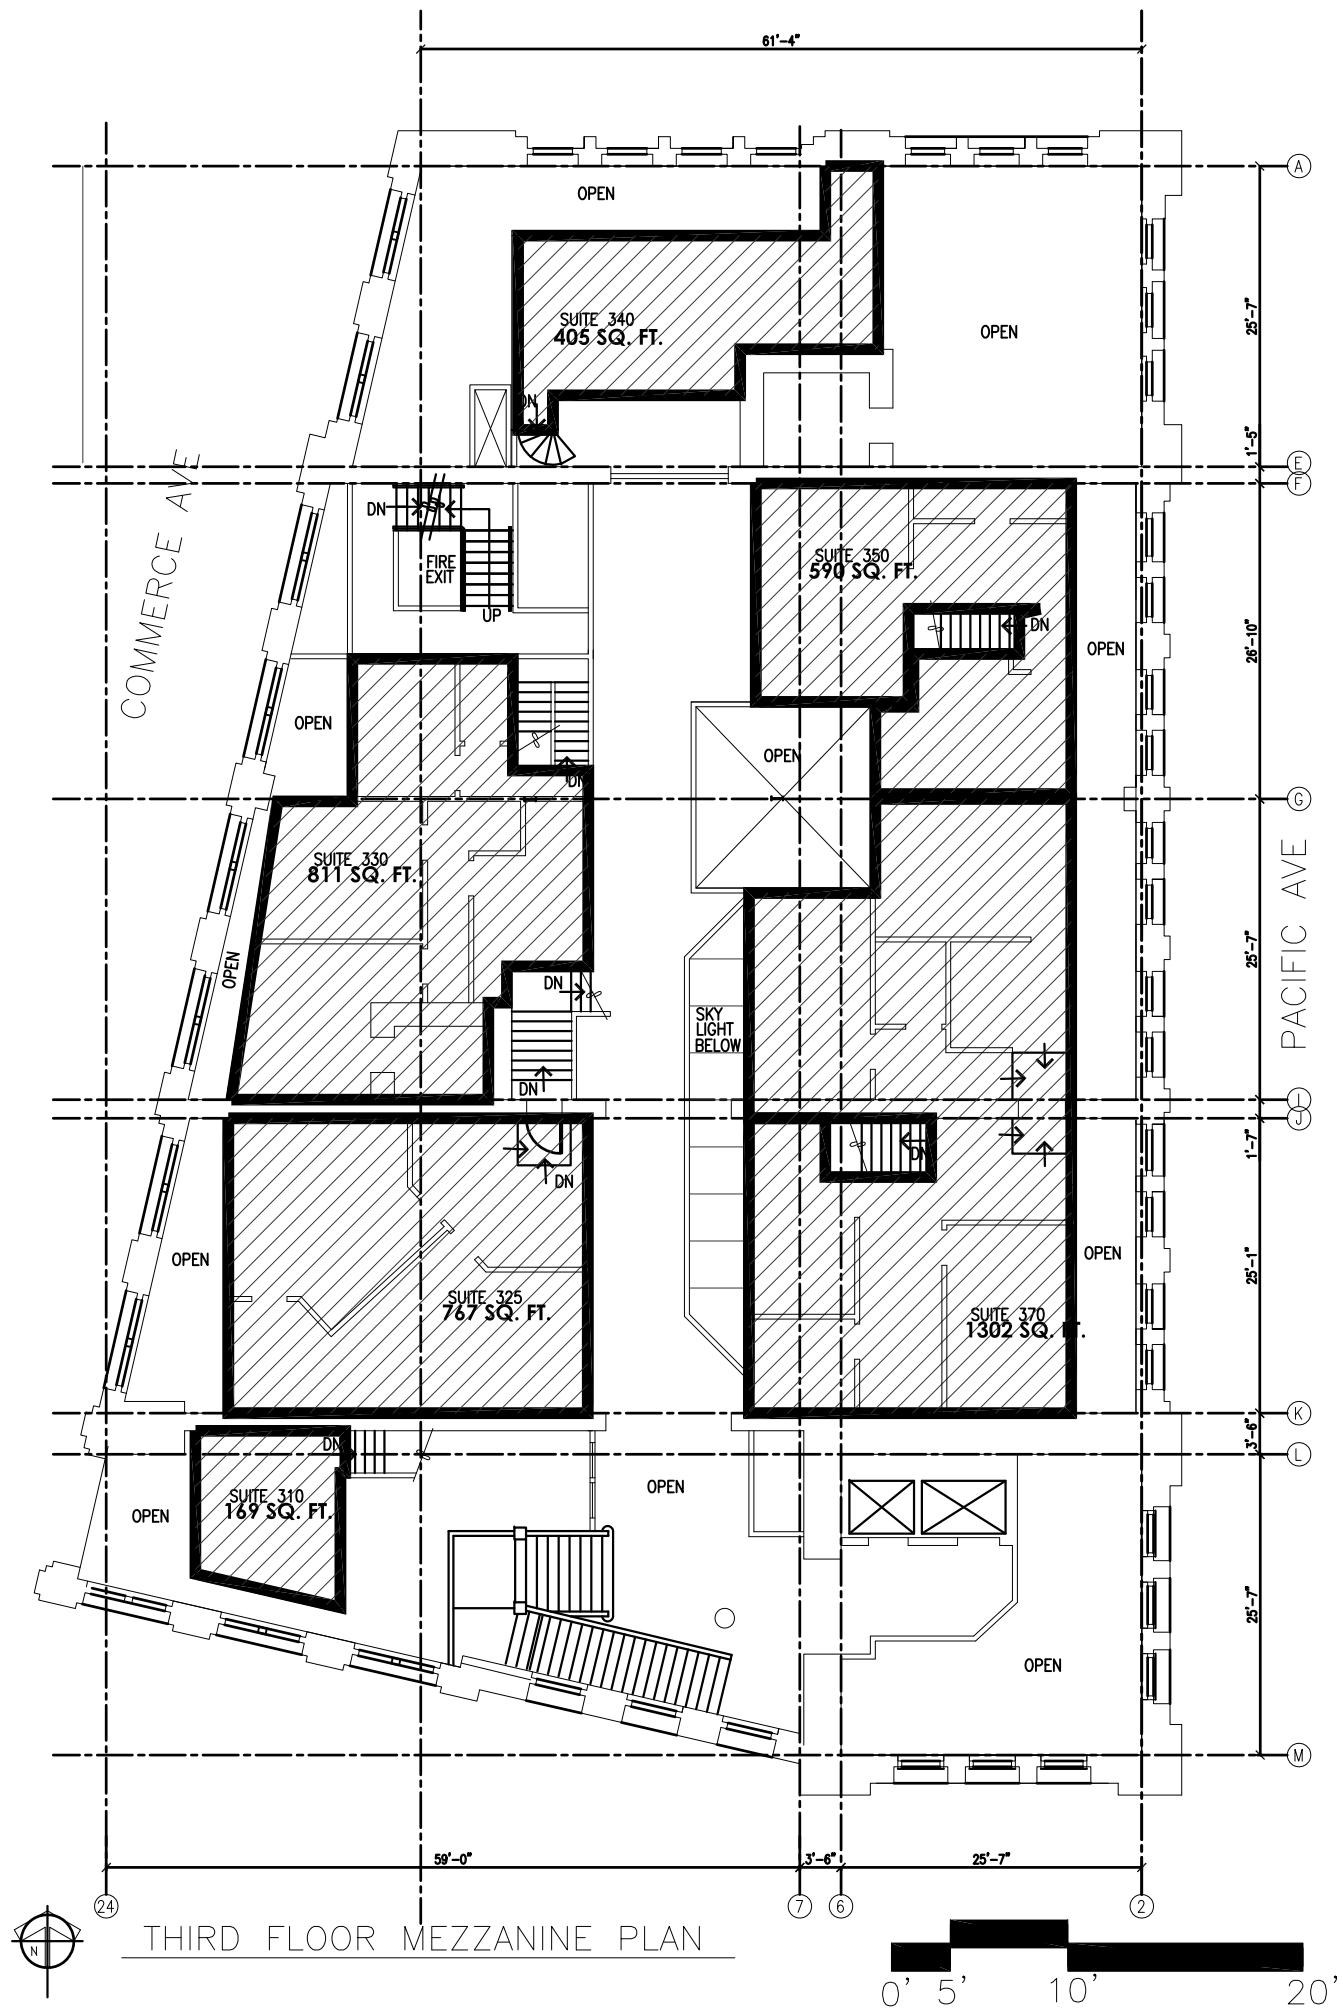 61'-4"
A
OPEN
25'-7"
SUITE 340
405 SQ. FT.
OPEN
DN
1'-5"
E
F
COMMERCE AVE
DN
FIRE
EXIT
UP
SUITE 350
590 SQ. FT.
DN
OPEN
26'-10"
OPEN
OPEN
DN
G
SUITE 330
811 SQ. FT.
PACIFIC AVE
25'-7"
OPEN
DN
SKY
LIGHT
BELOW
DN
I
J
1'-7"
DN
DN
OPEN
OPEN
25'-1"
SUITE 325
767 SQ. FT.
SUITE 370
1302 SQ. FT.
K
3'-6"
DN
L
OPEN
SUITE 310
169 SQ. FT.
OPEN
25'-7"
OPEN
M
59'-0"
3'-6"
25'-7"
24
7
6
2
N
THIRD FLOOR MEZZANINE PLAN
0' 5' 10' 20'